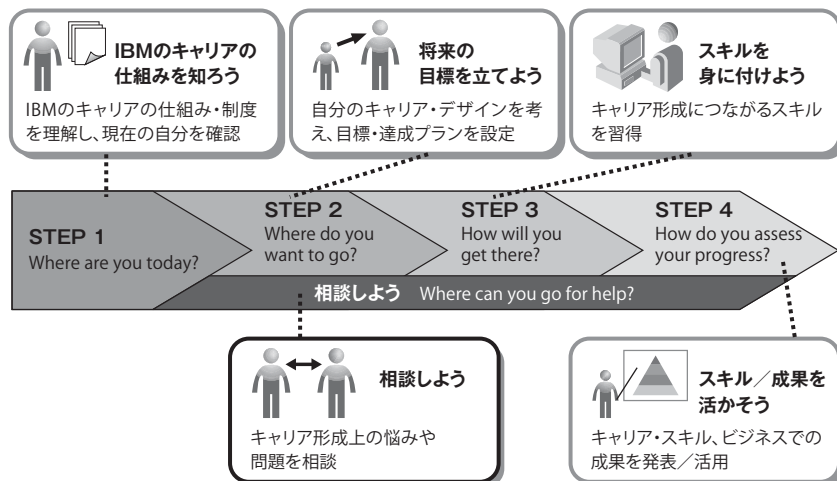 IBMのキャリアの
仕組みを知ろう
IBMのキャリアの仕組み・制度
を理解し、現在の自分を確認
将来の
目標を立てよう
自分のキャリア・デザインを考
え、目標・達成プランを設定
スキルを
身に付けよう
キャリア形成につながるスキル
を習得
STEP 1
Where are you today?
STEP 2
Where do you
want to go?
STEP 3
How will you
get there?
STEP 4
How do you assess
your progress?
相談しよう Where can you go for help?
相談しよう
キャリア形成上の悩みや
問題を相談
スキル／成果を
活かそう
キャリア・スキル、ビジネスでの
成果を発表／活用